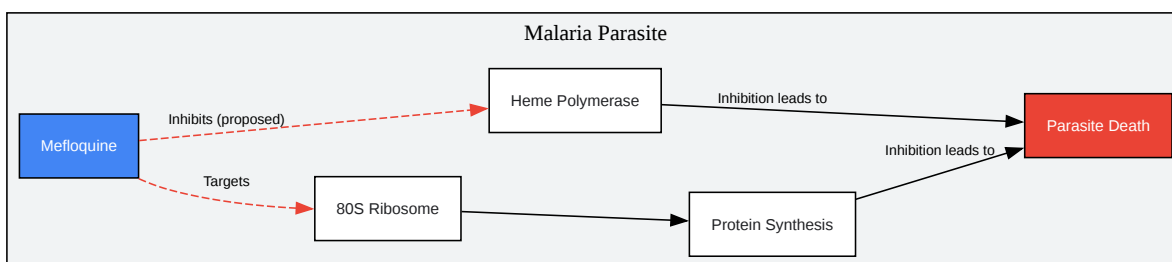 Malaria Parasite
Mefloquine
Inhibits (proposed)
Targets
Heme Polymerase
80S Ribosome
Inhibition leads to
Protein Synthesis
Inhibition leads to
Parasite Death